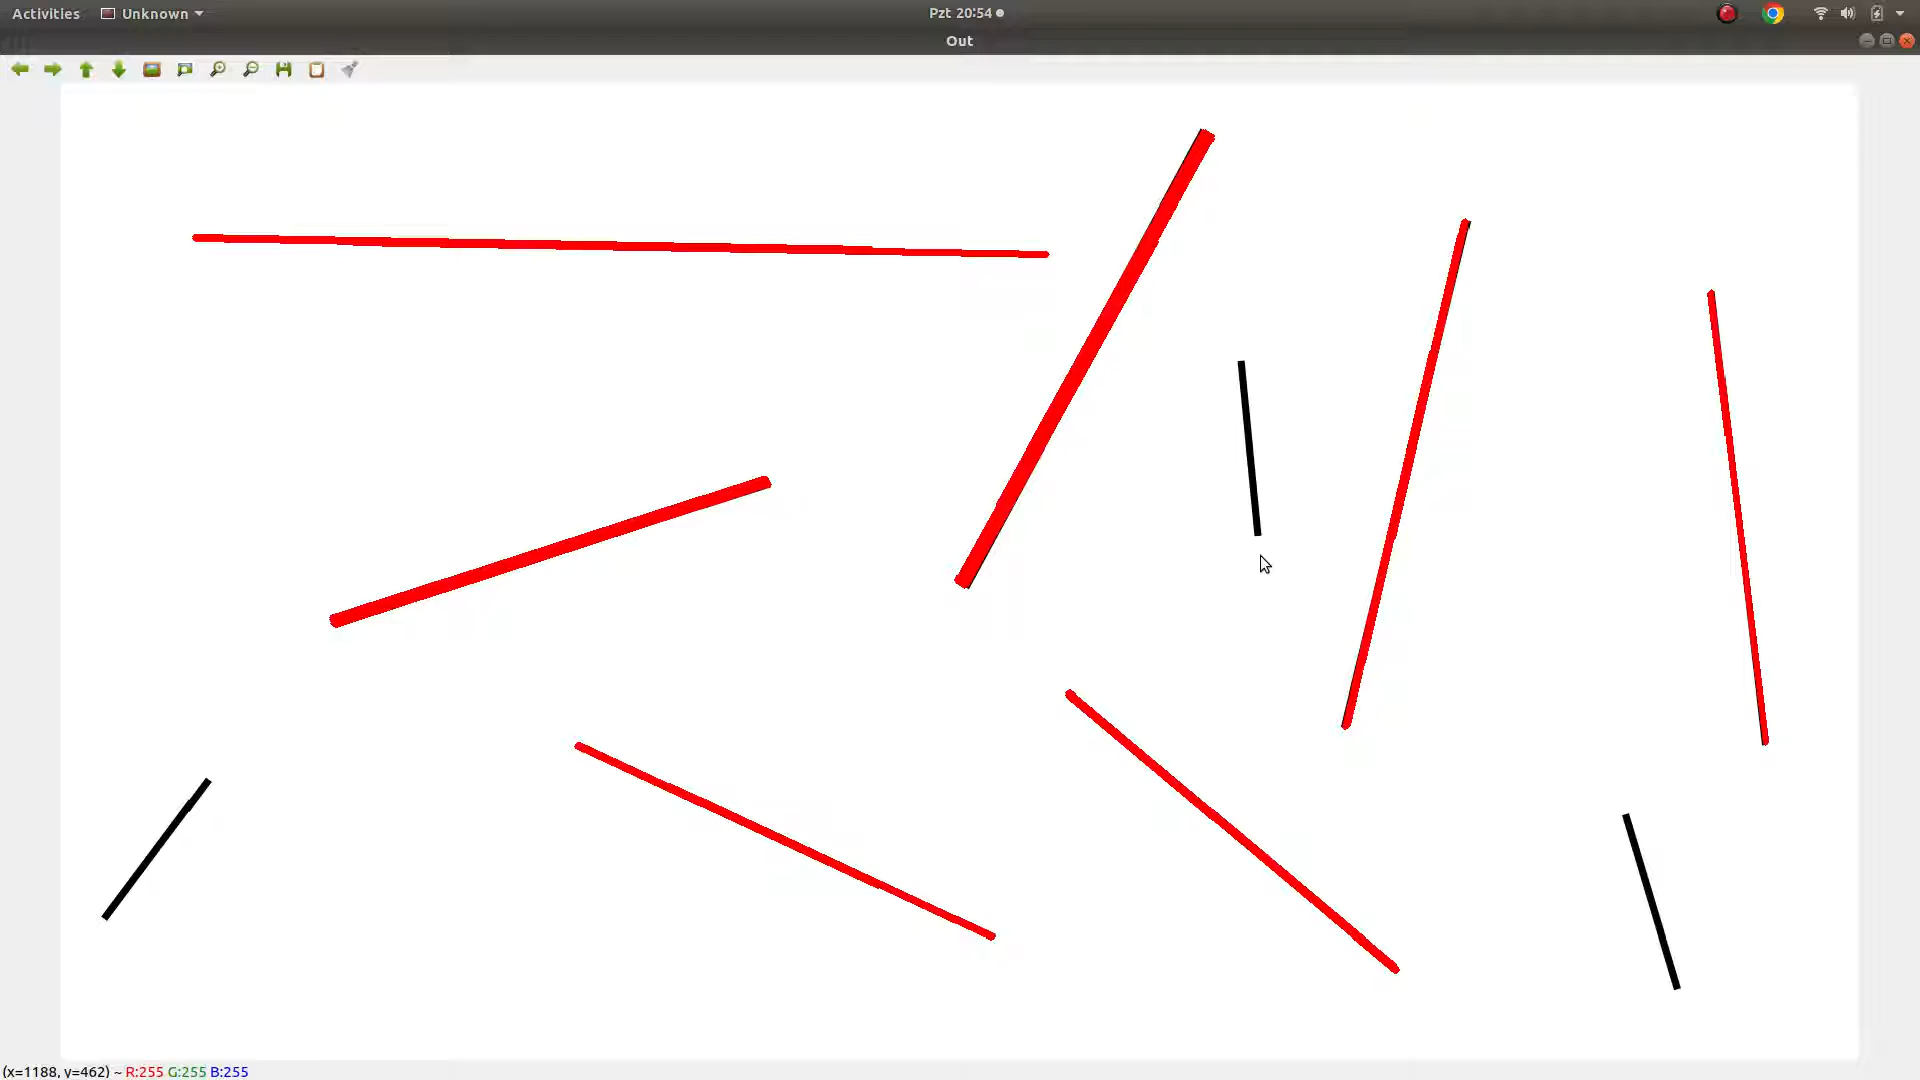 Activities Unknown Pzt 20:54
Out
(x=1188, y=462) ~ R:255 G:255 B:255